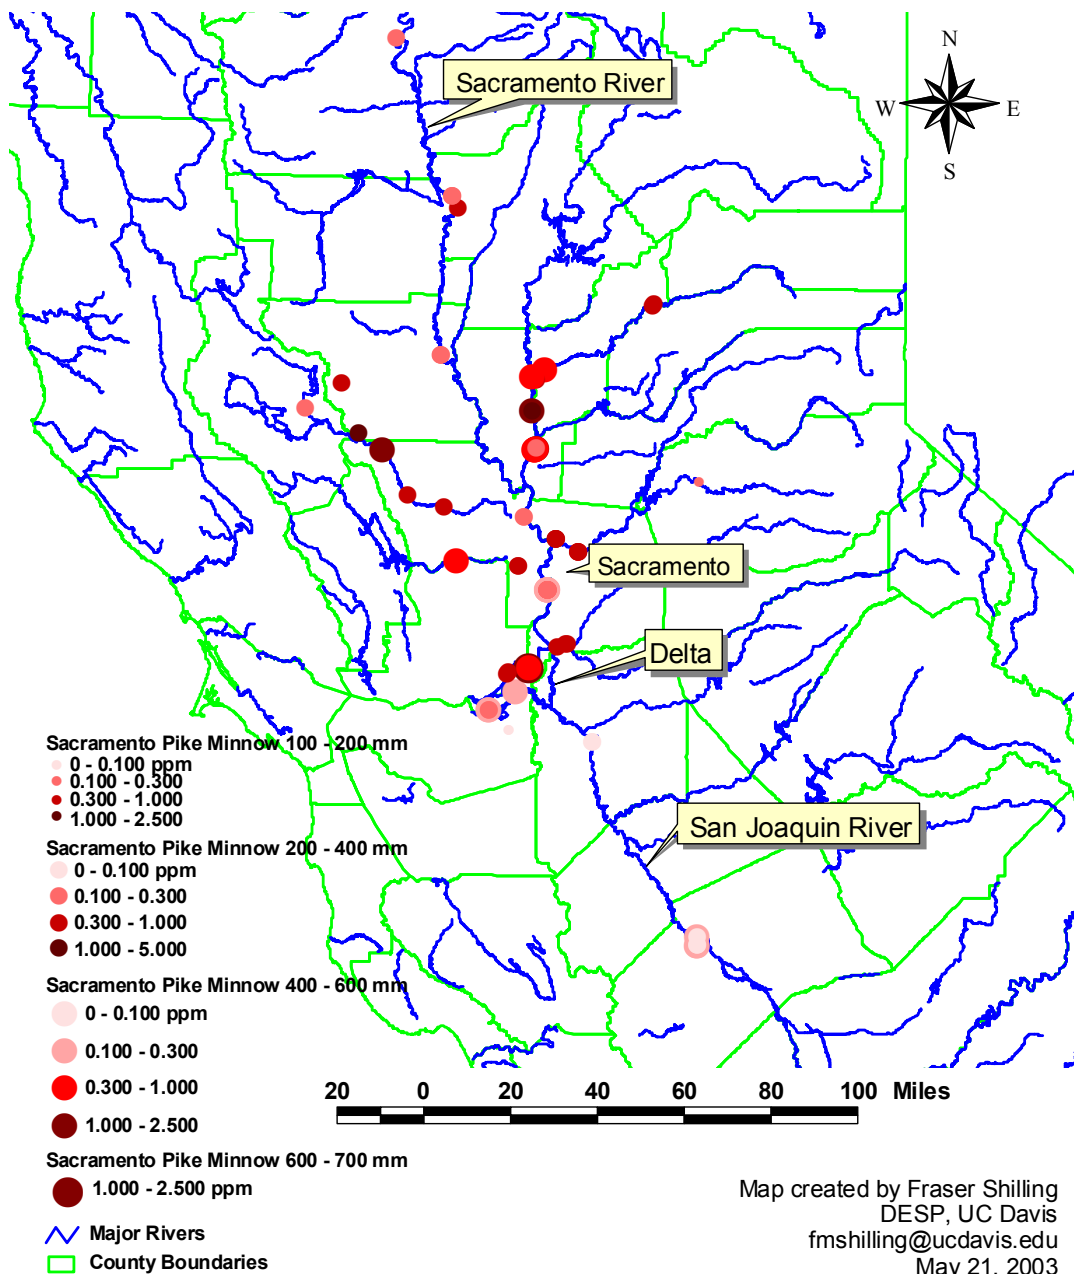 Sacramento River
N
W
E
S
Sacramento
Delta
San Joaquin River
Sacramento Pike Minnow 100 - 200 mm
0 - 0.100 ppm
0.100 - 0.300
0.300 - 1.000
1.000 - 2.500
Sacramento Pike Minnow 200 - 400 mm
0 - 0.100 ppm
0.100 - 0.300
0.300 - 1.000
1.000 - 5.000
Sacramento Pike Minnow 400 - 600 mm
0 - 0.100 ppm
0.100 - 0.300
0.300 - 1.000
1.000 - 2.500
Sacramento Pike Minnow 600 - 700 mm
1.000 - 2.500 ppm
Major Rivers
County Boundaries
20 0 20 40 60 80 100 Miles
Map created by Fraser Shilling
DESP, UC Davis
fmshilling@ucdavis.edu
May 21, 2003